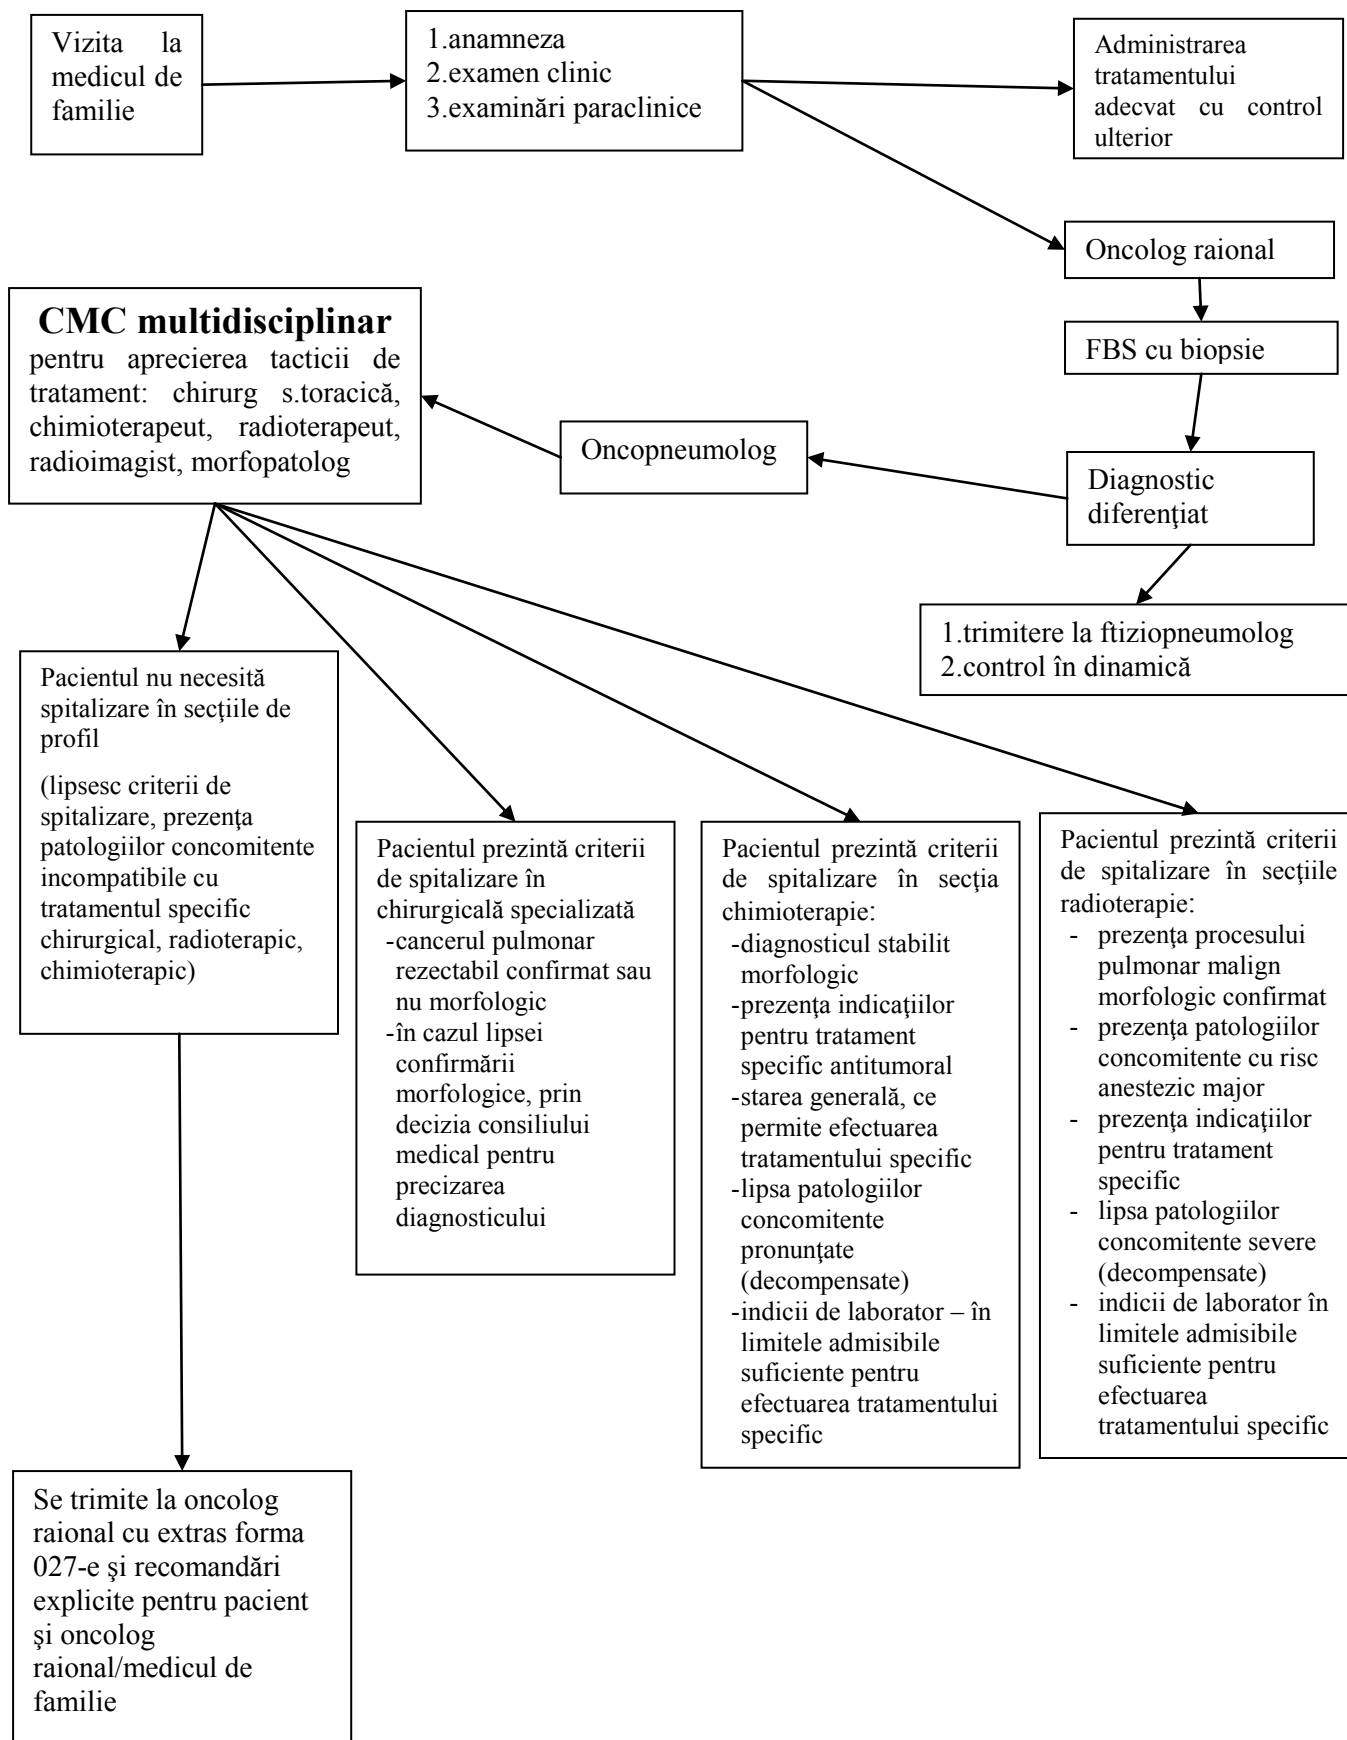 Vizita la
medicul de
familie
1.anamneza
2.examen clinic
3.examinări paraclinice
Administrarea
tratamentului
adecvat cu control
ulterior
Oncolog raional
FBS cu biopsie
Diagnostic
diferenţiat
Oncopneumolog
CMC multidisciplinar
pentru aprecierea tacticii de
tratament: chirurg s.toracică,
chimioterapeut, radioterapeut,
radioimagist, morfopatolog
1.trimitere la ftiziopneumolog
2.control în dinamică
Pacientul nu necesită
spitalizare în secţiile de
profil
(lipsesc criterii de
spitalizare, prezenţa
patologiilor concomitente
incompatibile cu
tratamentul specific
chirurgical, radioterapic,
chimioterapic)
Pacientul prezintă criterii
de spitalizare în
chirurgicală specializată
-cancerul pulmonar
rezectabil confirmat sau
nu morfologic
-în cazul lipsei
confirmării
morfologice, prin
decizia consiliului
medical pentru
precizarea
diagnosticului
Pacientul prezintă criterii
de spitalizare în secţia
chimioterapie:
-diagnosticul stabilit
morfologic
-prezenţa indicaţiilor
pentru tratament
specific antitumoral
-starea generală, ce
permite efectuarea
tratamentului specific
-lipsa patologiilor
concomitente
pronunţate
(decompensate)
-indicii de laborator – în
limitele admisibile
suficiente pentru
efectuarea tratamentului
specific
Pacientul prezintă criterii
de spitalizare în secţiile
radioterapie:
- prezenţa procesului
pulmonar malign
morfologic confirmat
- prezenţa patologiilor
concomitente cu risc
anestezic major
- prezenţa indicaţiilor
pentru tratament
specific
- lipsa patologiilor
concomitente severe
(decompensate)
- indicii de laborator în
limitele admisibile
suficiente pentru
efectuarea
tratamentului specific
Se trimite la oncolog
raional cu extras forma
027-e şi recomandări
explicite pentru pacient
şi oncolog
raional/medicul de
familie